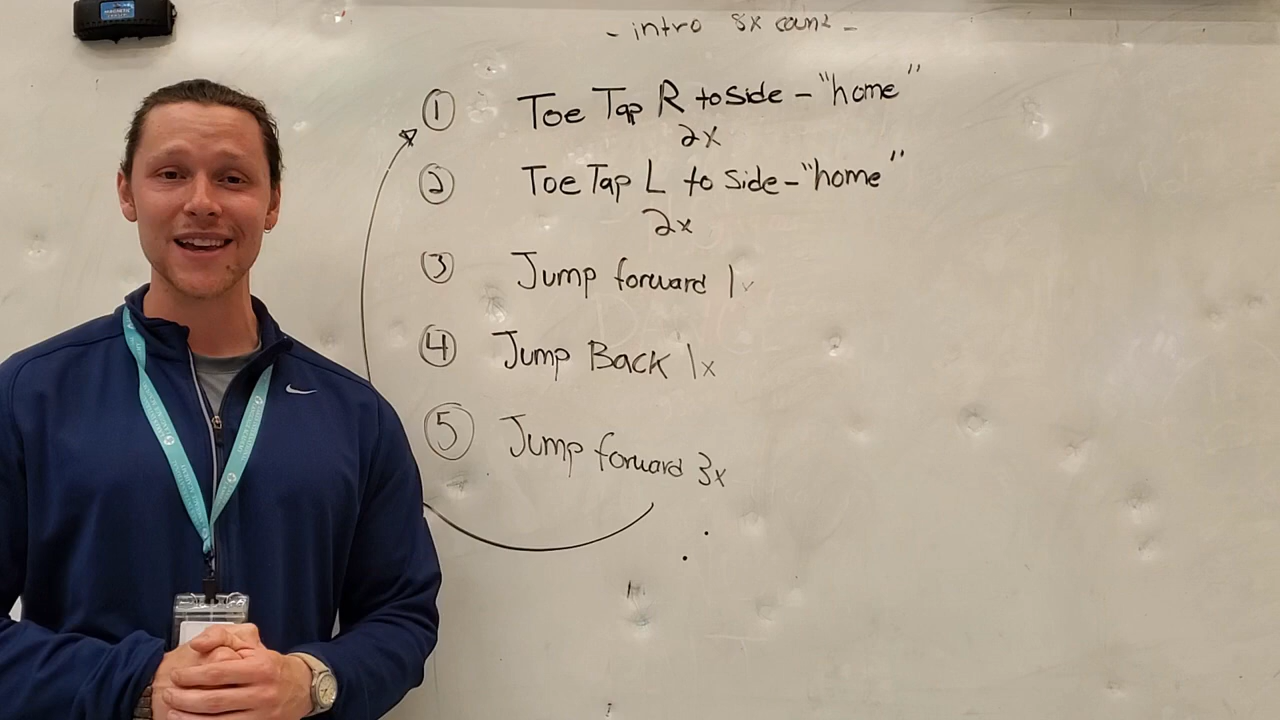 - intro 8x count -
① Toe Tap R to Side - "home"
2x
② Toe Tap L to Side - "home"
2x
③ Jump forward 1x
④ Jump Back 1x
⑤ Jump forward 3x